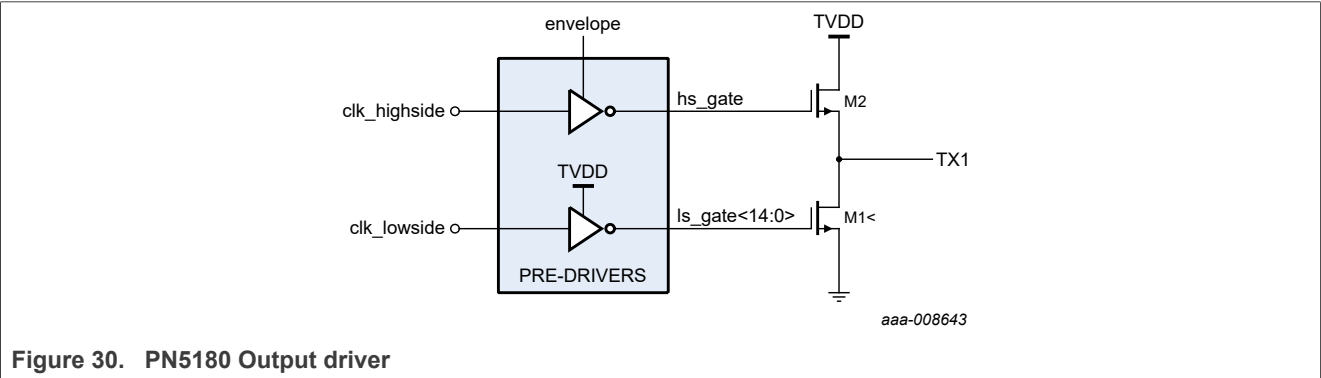 envelope
TVDD
clk_highside
hs_gate
M2
TX1
TVDD
clk_lowside
ls_gate<14:0>
M1<
PRE-DRIVERS
aaa-008643
Figure 30. PN5180 Output driver